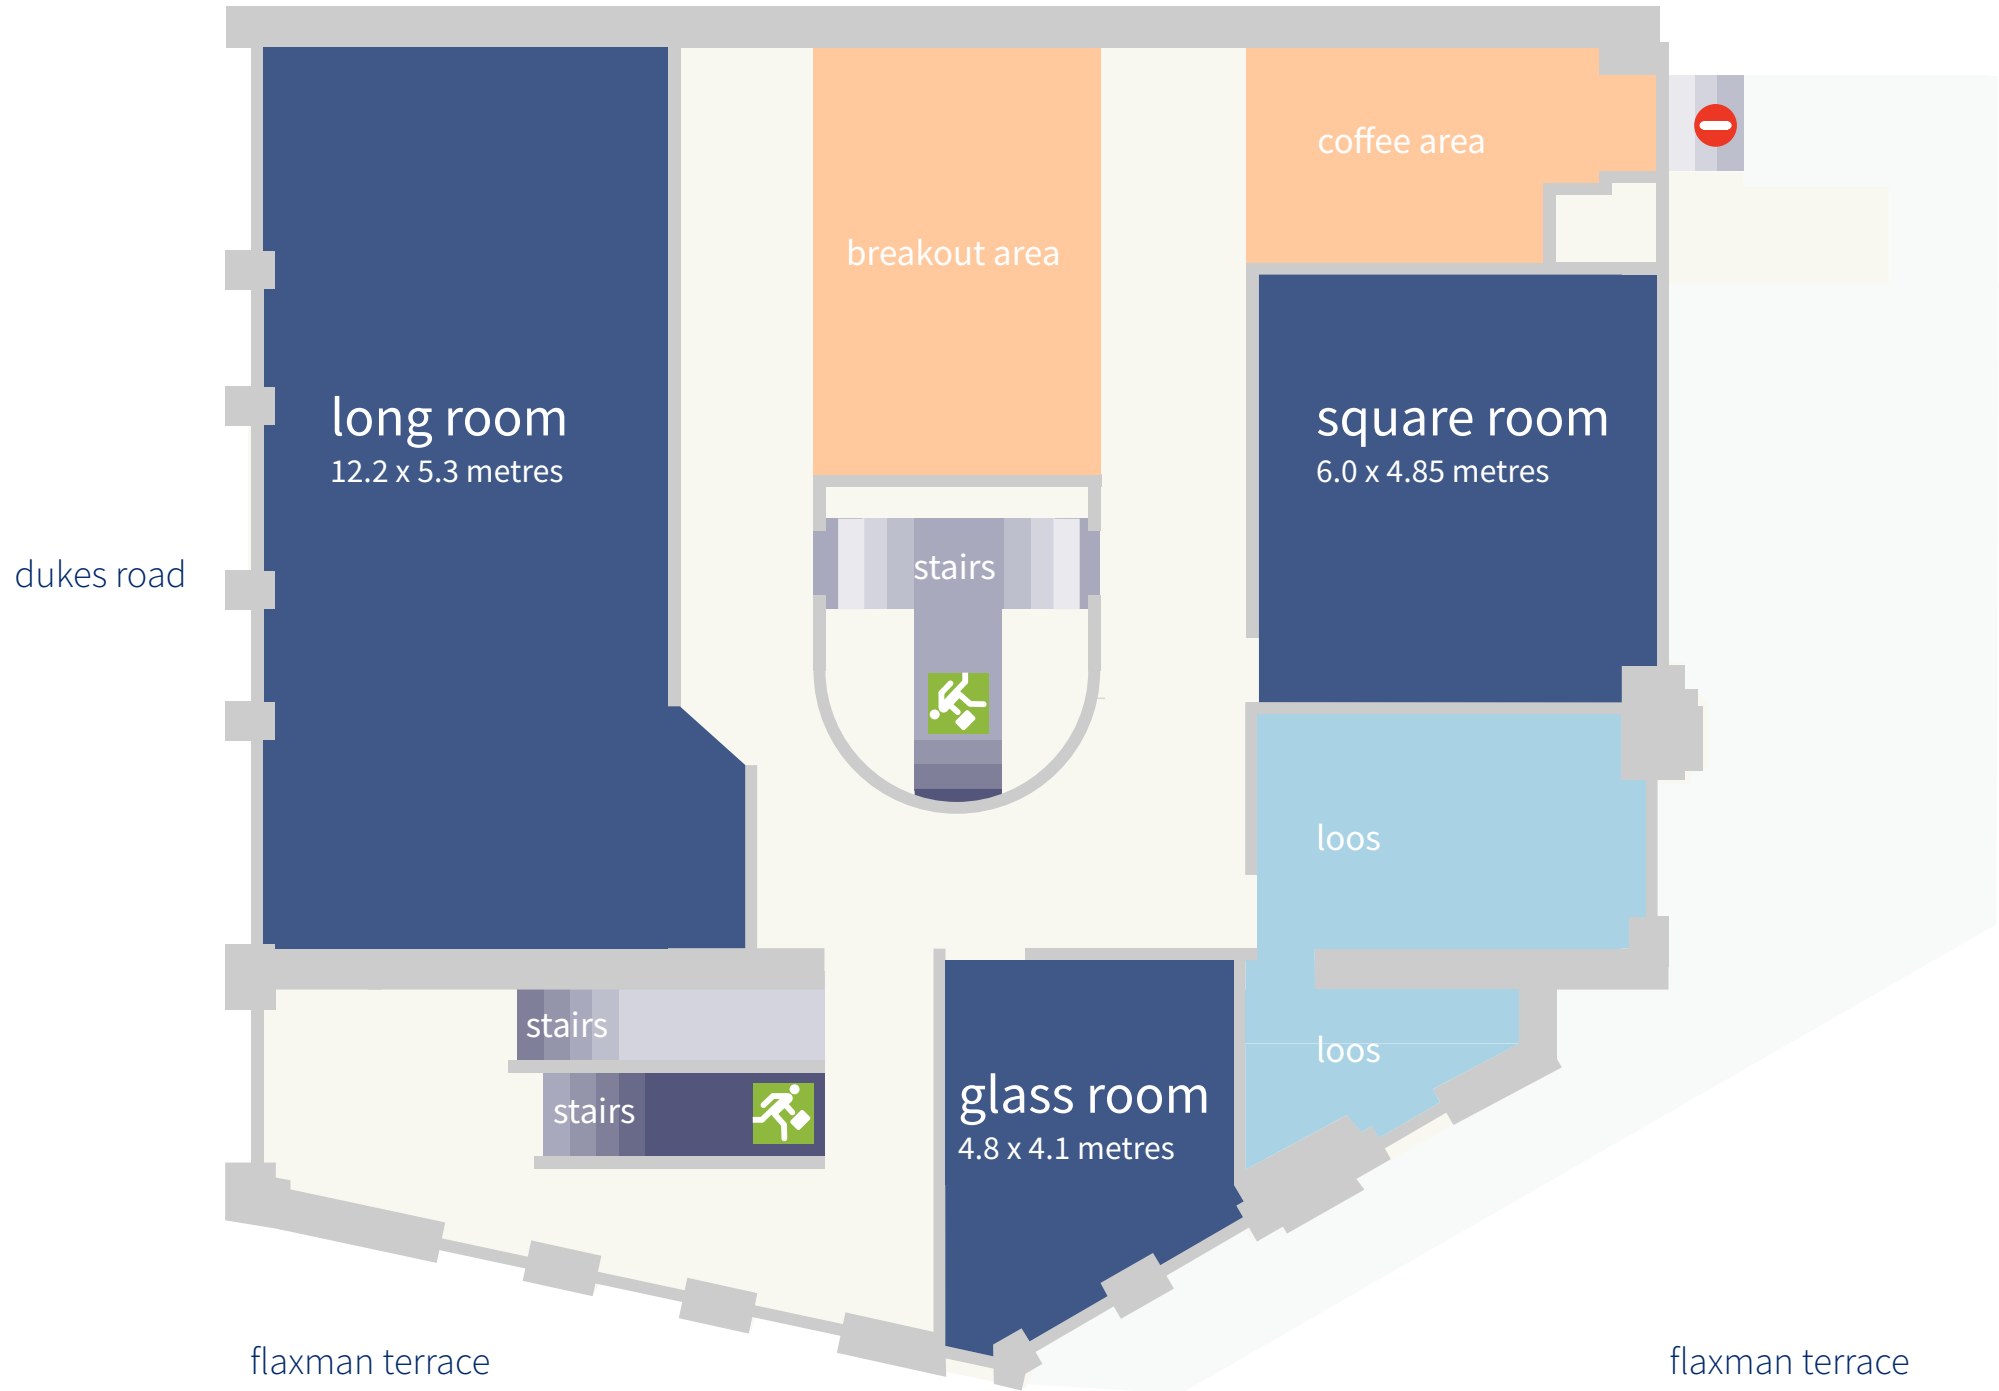 coffee area
breakout area
long room
12.2 x 5.3 metres
square room
6.0 x 4.85 metres
dukes road
stairs
loos
stairs
loos
stairs
glass room
4.8 x 4.1 metres
flaxman terrace
flaxman terrace